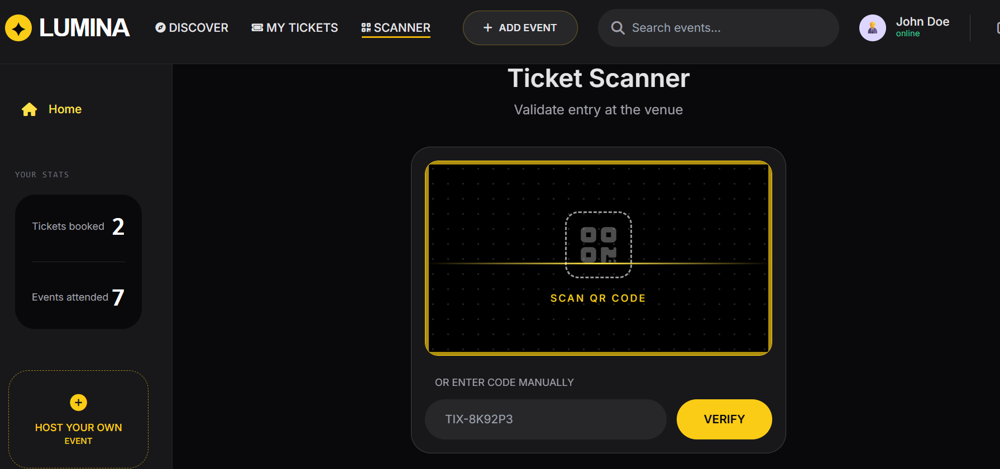 LUMINA
DISCOVER
MY TICKETS
SCANNER
ADD EVENT
Search events...
John Doe
online
Home
YOUR STATS
Tickets booked 2
Events attended 7
HOST YOUR OWN
EVENT
Ticket Scanner
Validate entry at the venue
SCAN QR CODE
OR ENTER CODE MANUALLY
TIX-8K92P3
VERIFY